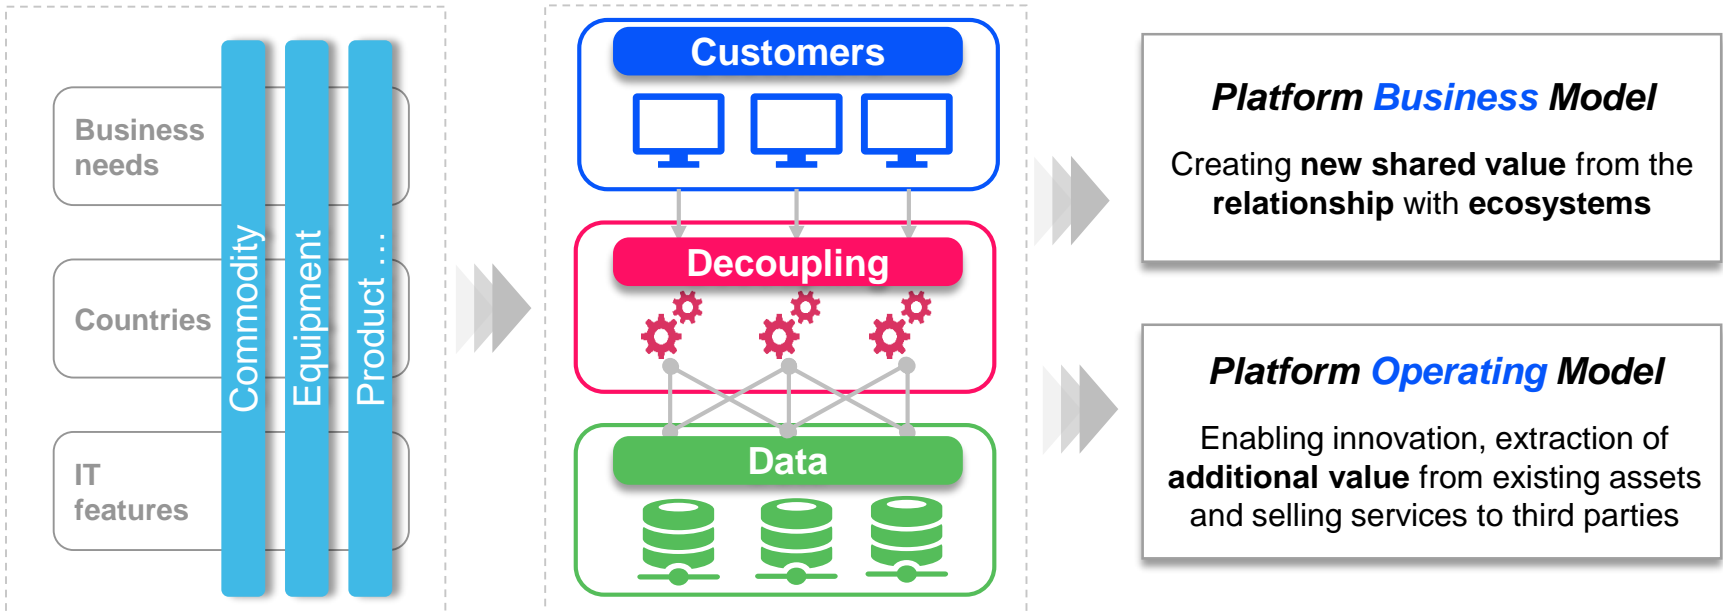 Business
needs
Countries
IT
features
Commodity
Equipment
Product ...
Customers
Decoupling
Data
Platform Business Model
Creating new shared value from the
relationship with ecosystems
Platform Operating Model
Enabling innovation, extraction of
additional value from existing assets
and selling services to third parties